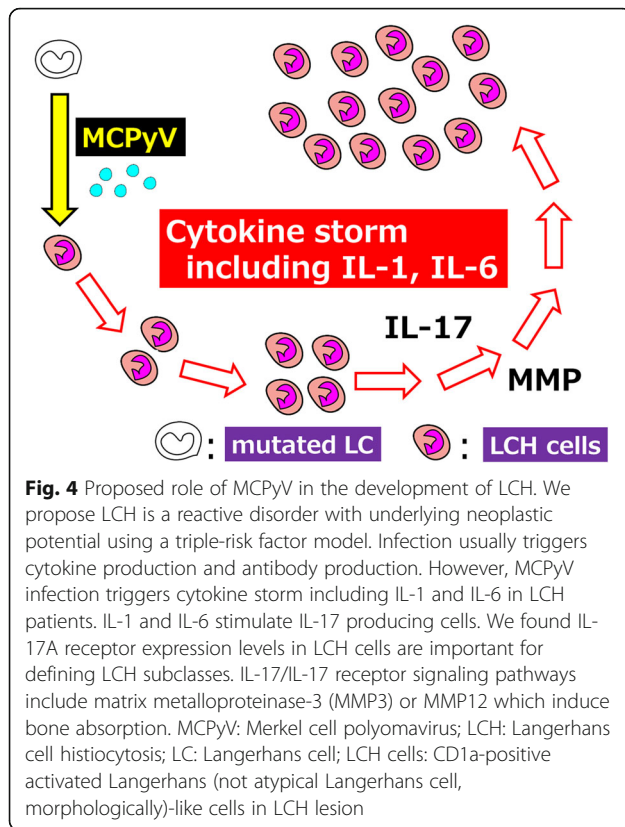 MCPyV
Cytokine storm
including IL-1, IL-6
IL-17
MMP
: mutated LC
: LCH cells
Fig. 4 Proposed role of MCPyV in the development of LCH. We
propose LCH is a reactive disorder with underlying neoplastic
potential using a triple-risk factor model. Infection usually triggers
cytokine production and antibody production. However, MCPyV
infection triggers cytokine storm including IL-1 and IL-6 in LCH
patients. IL-1 and IL-6 stimulate IL-17 producing cells. We found IL-
17A receptor expression levels in LCH cells are important for
defining LCH subclasses. IL-17/IL-17 receptor signaling pathways
include matrix metalloproteinase-3 (MMP3) or MMP12 which induce
bone absorption. MCPyV: Merkel cell polyomavirus; LCH: Langerhans
cell histiocytosis; LC: Langerhans cell; LCH cells: CD1a-positive
activated Langerhans (not atypical Langerhans cell,
morphologically)-like cells in LCH lesion